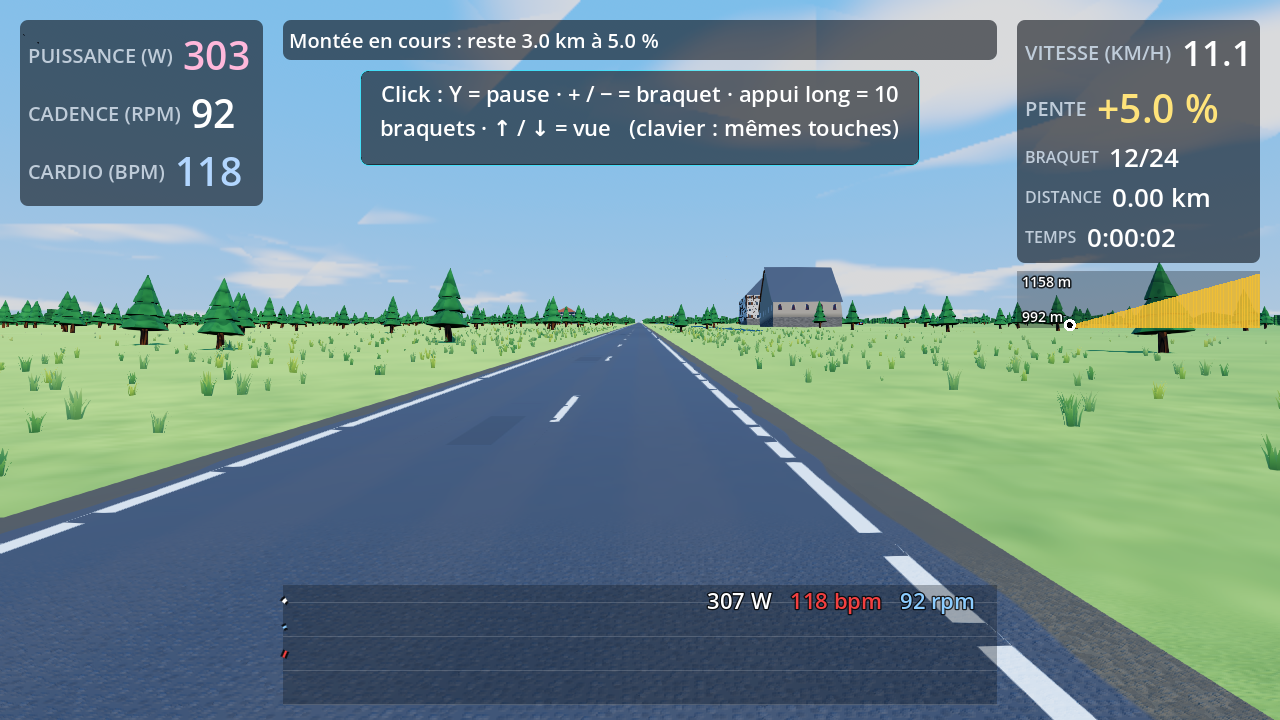 PUISSANCE (W) 303
CADENCE (RPM) 92
CARDIO (BPM) 118
Montée en cours : reste 3.0 km à 5.0 %
Click : Y = pause · + / − = braquet · appui long = 10
braquets · ↑ / ↓ = vue (clavier : mêmes touches)
VITESSE (KM/H) 11.1
PENTE +5.0 %
BRAQUET 12/24
DISTANCE 0.00 km
TEMPS 0:00:02
1158 m
992 m
307 W 118 bpm 92 rpm